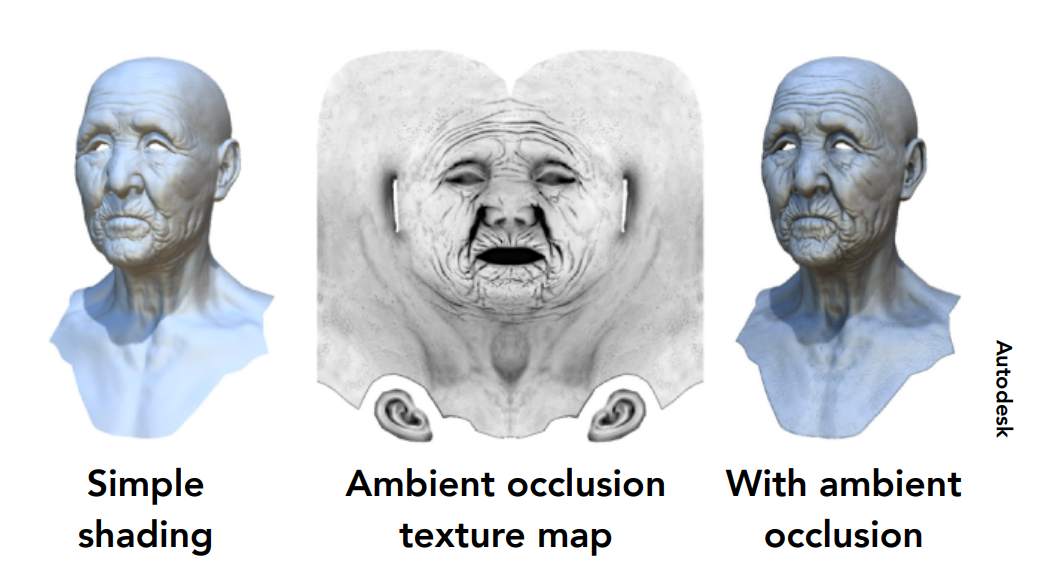 Simple
shading
Ambient occlusion
texture map
With ambient
occlusion
Autodesk